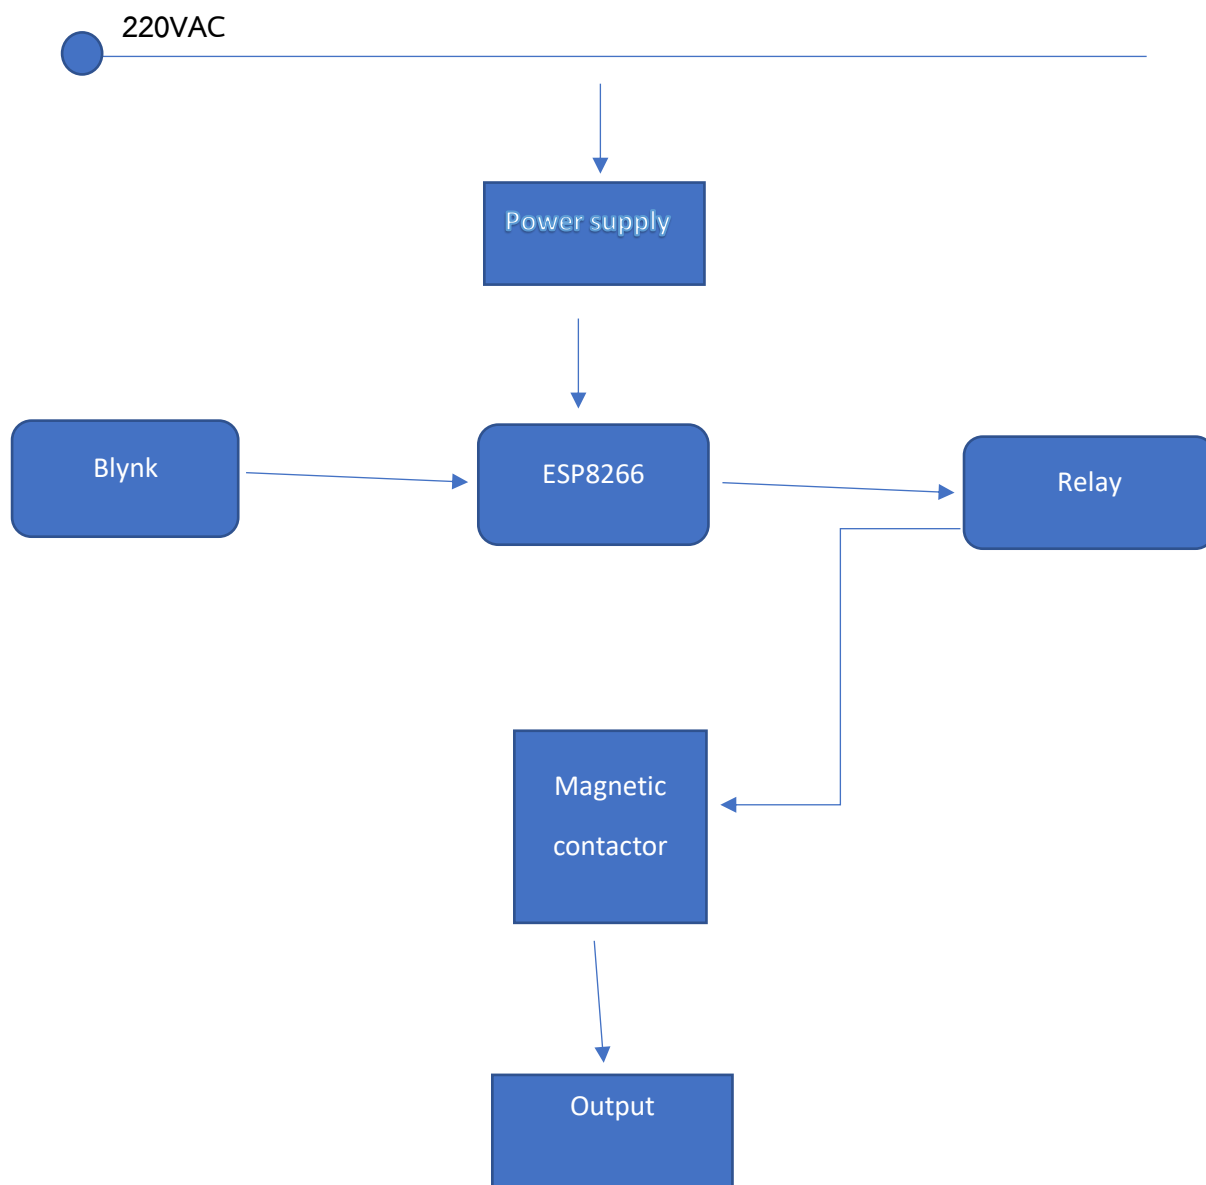 220VAC
Power supply
Blynk
ESP8266
Relay
Magnetic
contactor
Output